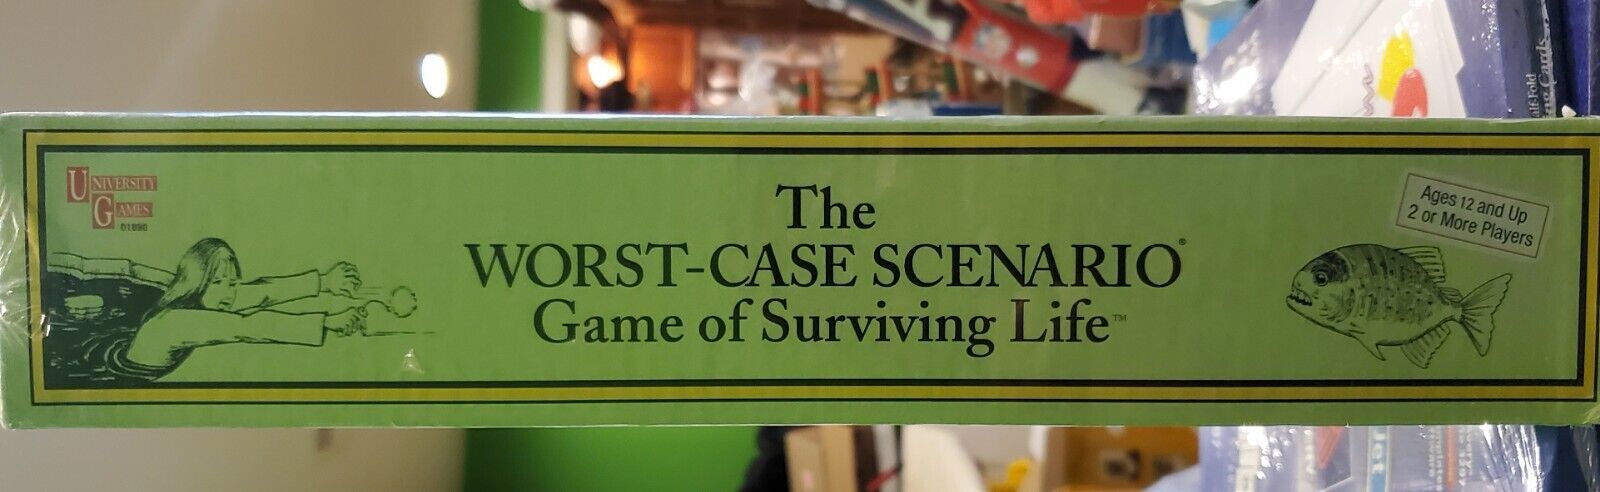 UNIVERSITY
GAMES
The
WORST-CASE SCENARIO®
Game of Surviving Life™
Ages 12 and Up
2 or More Players